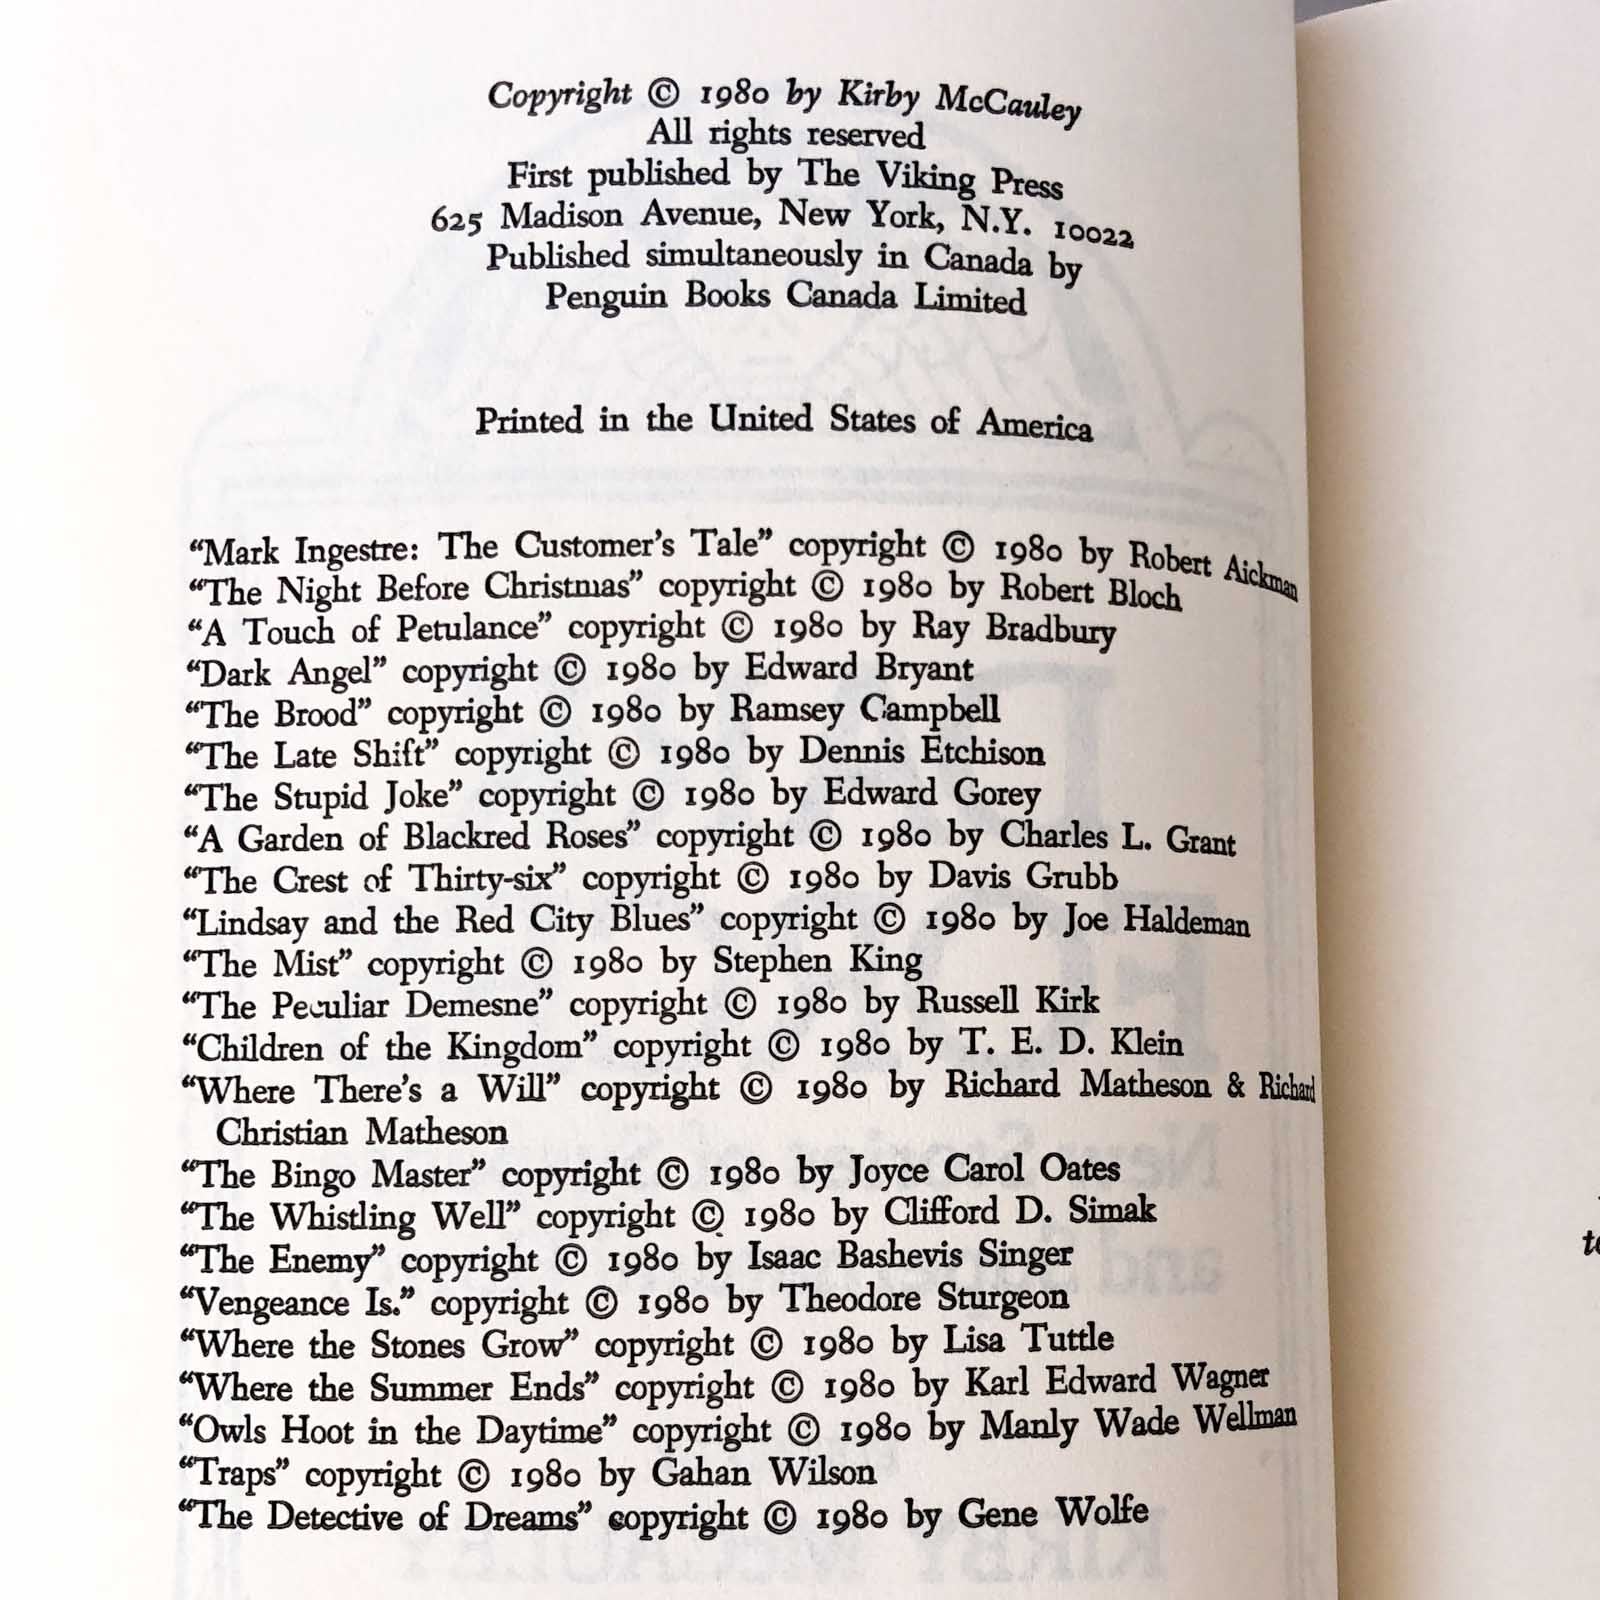 Copyright © 1980 by Kirby McCauley
All rights reserved
First published by The Viking Press
625 Madison Avenue, New York, N.Y. 10022
Published simultaneously in Canada by
Penguin Books Canada Limited
Printed in the United States of America
“Mark Ingestre: The Customer’s Tale” copyright © 1980 by Robert Aickman
“The Night Before Christmas” copyright © 1980 by Robert Bloch
“A Touch of Petulance” copyright © 1980 by Ray Bradbury
“Dark Angel” copyright © 1980 by Edward Bryant
“The Brood” copyright © 1980 by Ramsey Campbell
“The Late Shift” copyright © 1980 by Dennis Etchison
“The Stupid Joke” copyright © 1980 by Edward Gorey
“A Garden of Blackred Roses” copyright © 1980 by Charles L. Grant
“The Crest of Thirty-six” copyright © 1980 by Davis Grubb
“Lindsay and the Red City Blues” copyright © 1980 by Joe Haldeman
“The Mist” copyright © 1980 by Stephen King
“The Peculiar Demesne” copyright © 1980 by Russell Kirk
“Children of the Kingdom” copyright © 1980 by T. E. D. Klein
“Where There’s a Will” copyright © 1980 by Richard Matheson & Richard
Christian Matheson
“The Bingo Master” copyright © 1980 by Joyce Carol Oates
“The Whistling Well” copyright © 1980 by Clifford D. Simak
“The Enemy” copyright © 1980 by Isaac Bashevis Singer
“Vengeance Is.” copyright © 1980 by Theodore Sturgeon
“Where the Stones Grow” copyright © 1980 by Lisa Tuttle
“Where the Summer Ends” copyright © 1980 by Karl Edward Wagner
“Owls Hoot in the Daytime” copyright © 1980 by Manly Wade Wellman
“Traps” copyright © 1980 by Gahan Wilson
“The Detective of Dreams” copyright © 1980 by Gene Wolfe